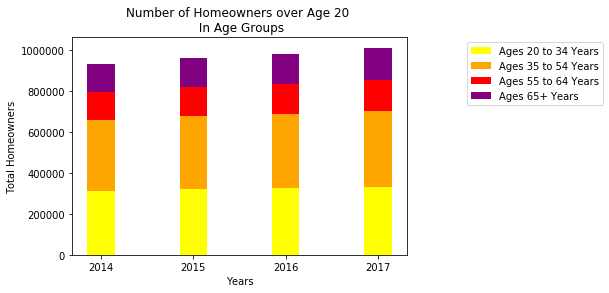 Number of Homeowners over Age 20
In Age Groups
Total Homeowners
1000000
800000
600000
400000
200000
0
2014
2015
2016
2017
Years
Ages 20 to 34 Years
Ages 35 to 54 Years
Ages 55 to 64 Years
Ages 65+ Years